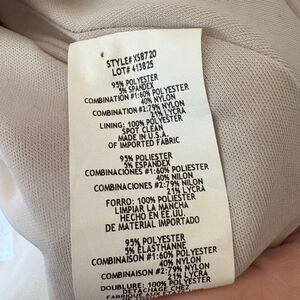 STYLE# XS8720
LOT# 413825
95% POLYESTER
5% SPANDEX
COMBINATION #1:60% POLYESTER
40% NYLON
COMBINATION #2:79% NYLON
21% LYCRA
LINING: 100% POLYESTER
SPOT CLEAN
MADE IN U.S.A.
OF IMPORTED FABRIC
95% POLIESTER
5% ESPANDEX
COMBINACIONES #1:60% POLIESTER
40% NILON
COMBINACIONES #2:79% NILON
21% LYCRA
FORRO: 100% POLIESTER
LIMPIAR LA MANCHA
HECHO EN EE.UU.
DE MATERIAL IMPORTADO
95% POLYESTER
5% ELASTHANNE
COMBINAISON #1:60% POLYESTER
40% NYLON
COMBINAISON #2:79% NYLON
21% LYCRA
DOUBLURE: 100% POLYESTER
DETACHAGE CHEZ
FABRIQUE AUX